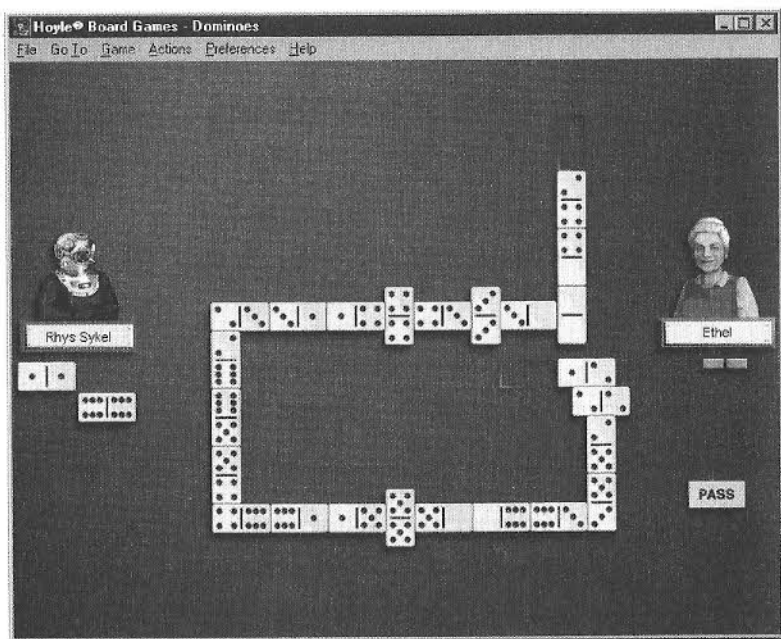 Hoyle® Board Games - Dominoes
File Go To Game Actions Preferences Help
Rhys Sykel
Ethel
PASS